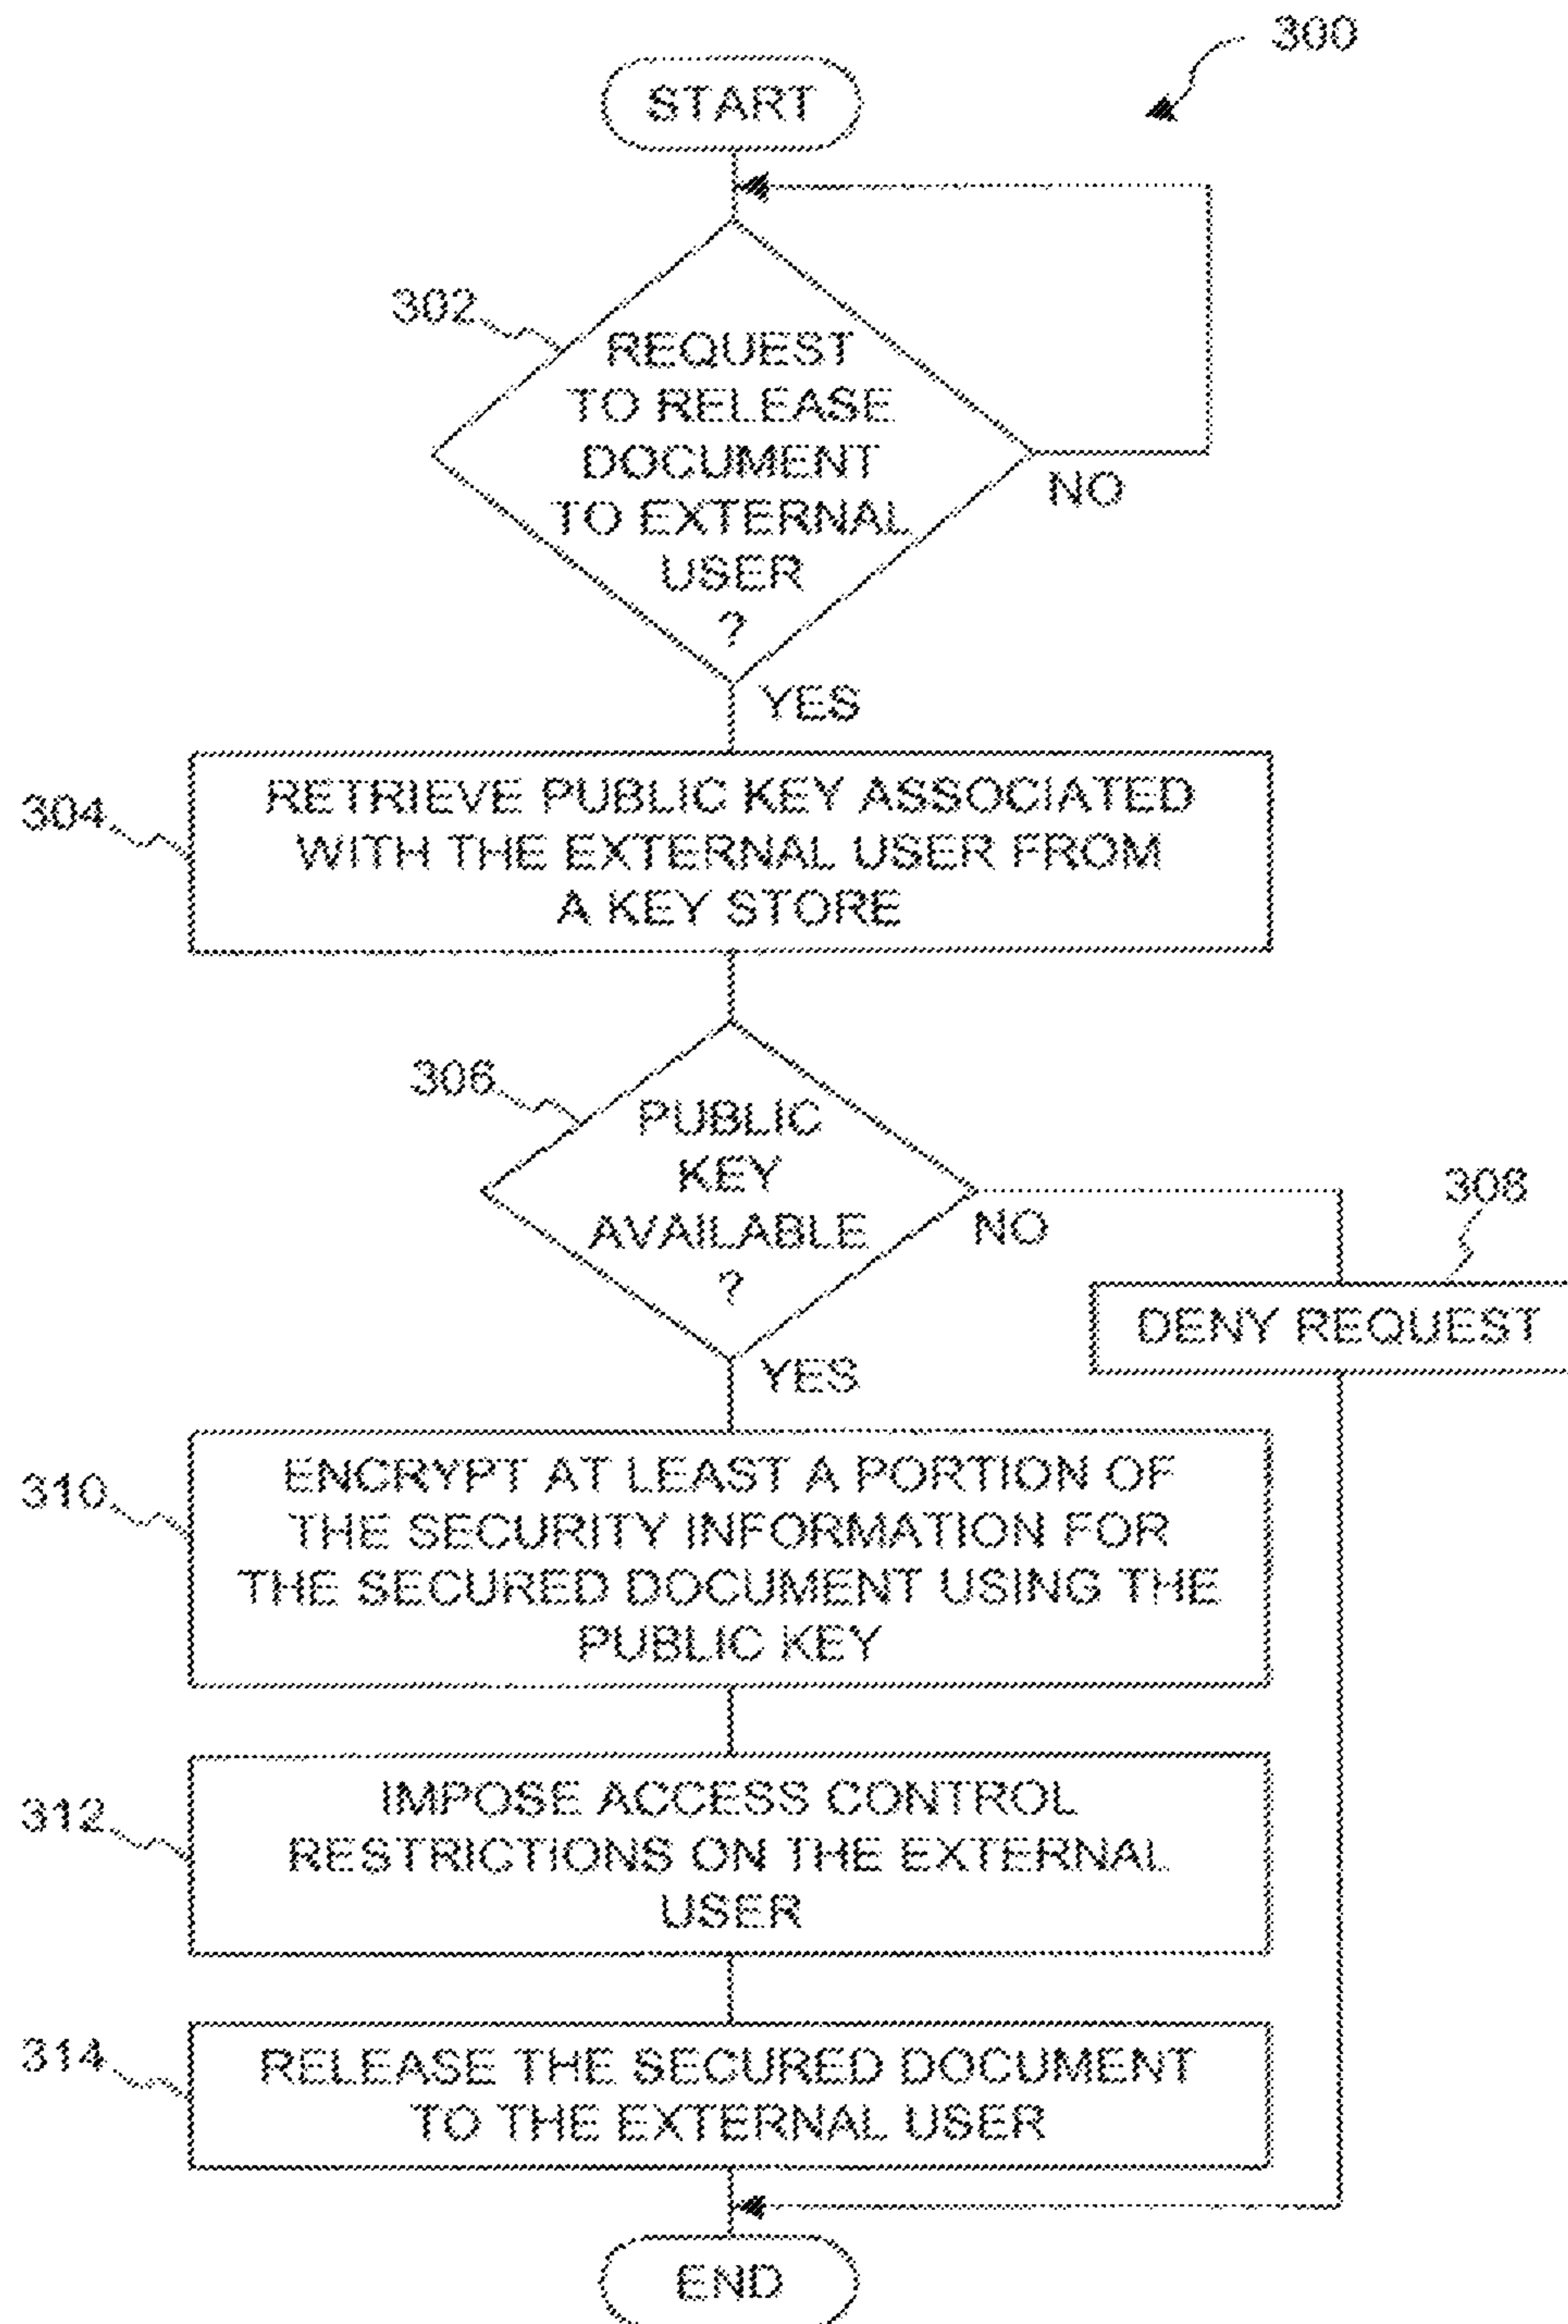 300
START
302
REQUEST
TO RELEASE
DOCUMENT
TO EXTERNAL
USER
?
NO
YES
304
RETRIEVE PUBLIC KEY ASSOCIATED
WITH THE EXTERNAL USER FROM
A KEY STORE
306
PUBLIC
KEY
AVAILABLE
?
NO
YES
308
DENY REQUEST
310
ENCRYPT AT LEAST A PORTION OF
THE SECURITY INFORMATION FOR
THE SECURED DOCUMENT USING THE
PUBLIC KEY
312
IMPOSE ACCESS CONTROL
RESTRICTIONS ON THE EXTERNAL
USER
314
RELEASE THE SECURED DOCUMENT
TO THE EXTERNAL USER
END